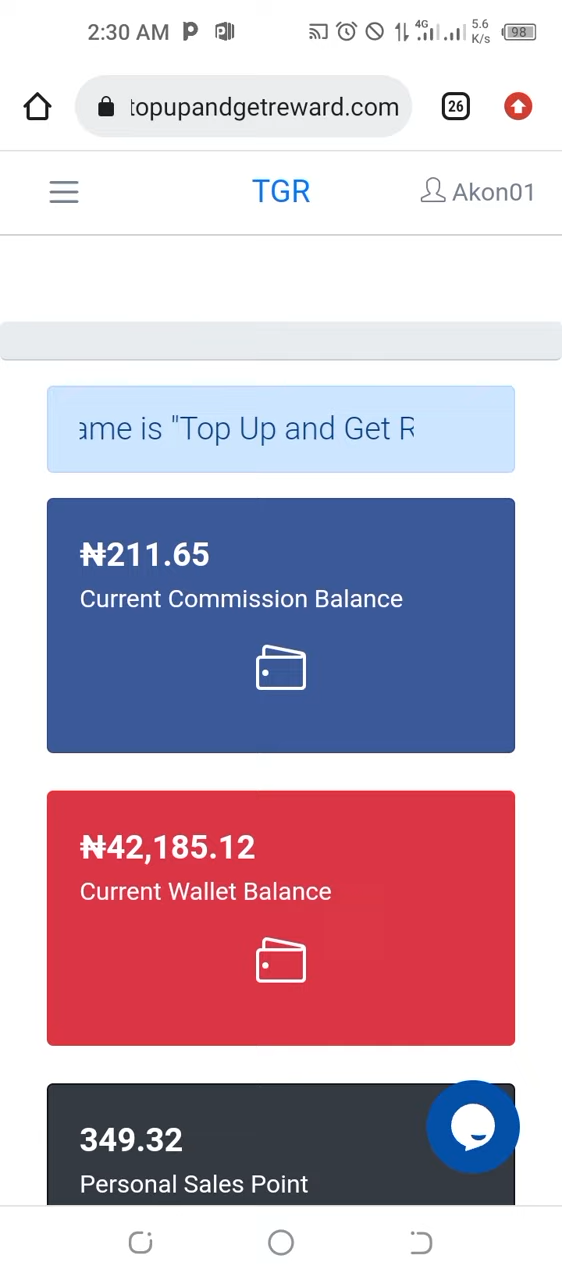 2:30 AM
4G
5.6
K/s
98
topupandgetreward.com
26
TGR
Akon01
ame is "Top Up and Get R
₦211.65
Current Commission Balance
₦42,185.12
Current Wallet Balance
349.32
Personal Sales Point